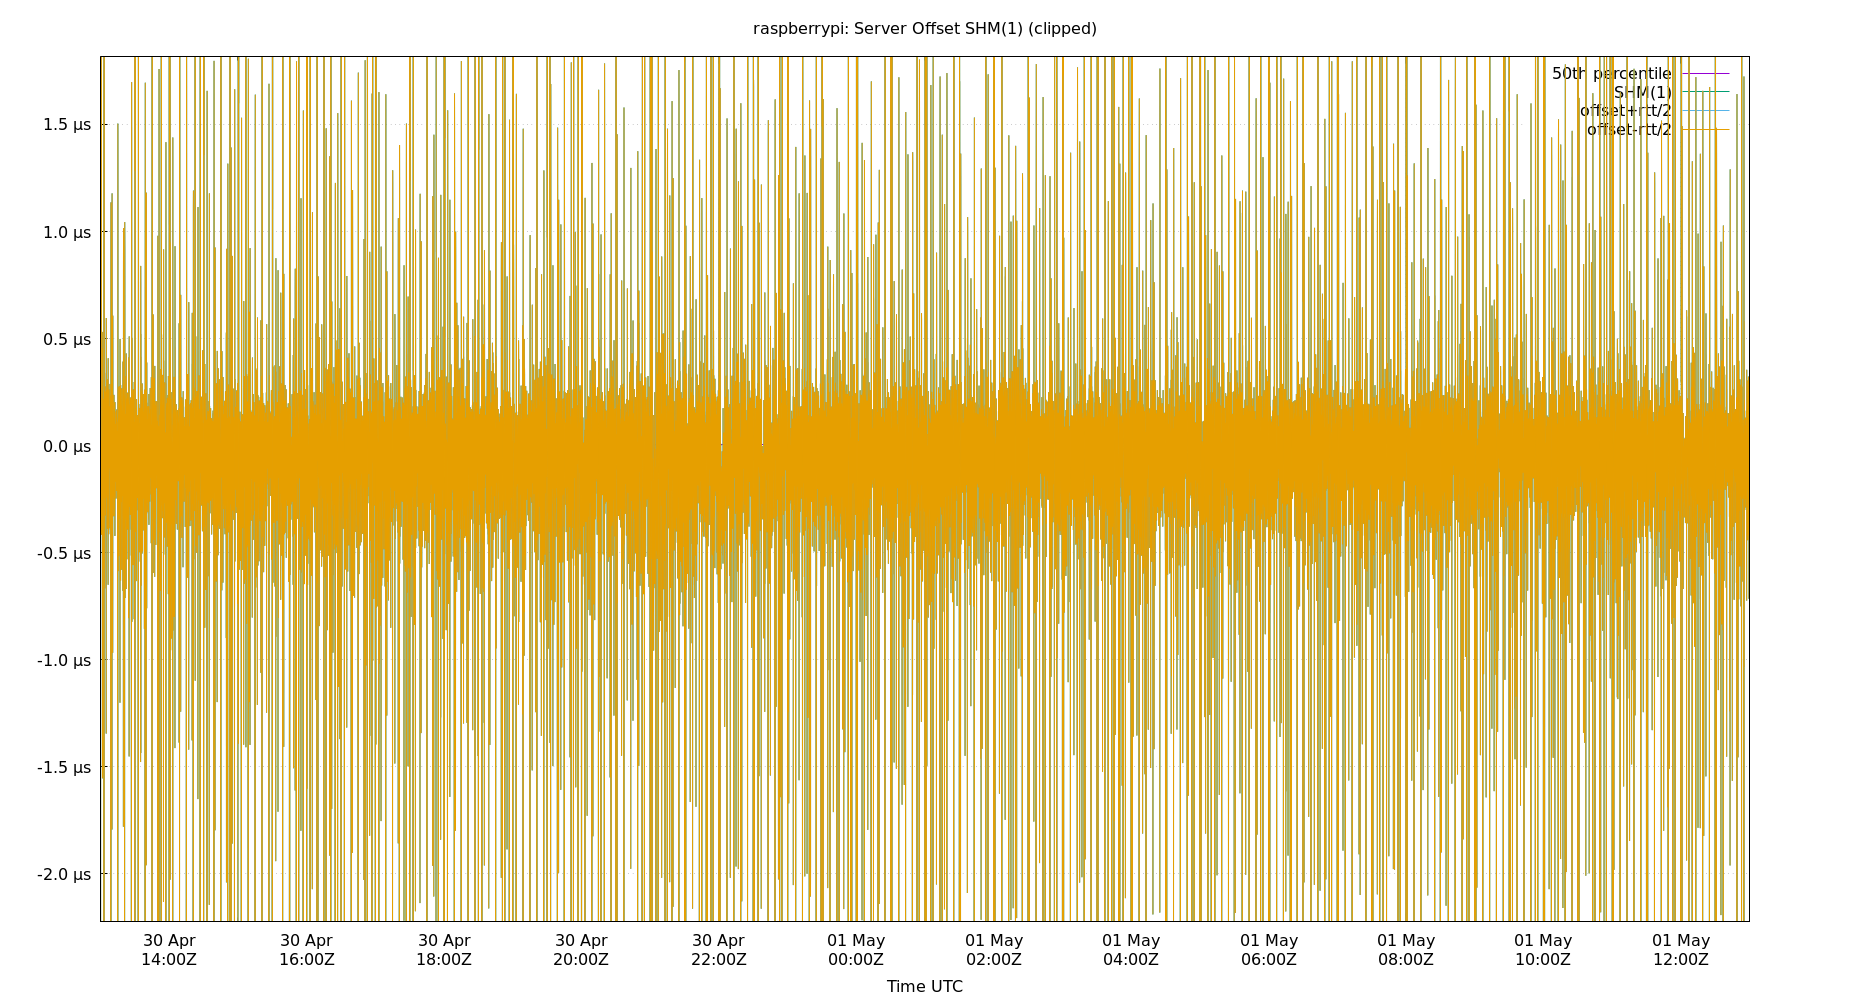 raspberrypi: Server Offset SHM(1) (clipped)
50th percentile
SHM(1)
offset+rtt/2
offset-rtt/2
1.5 µs
1.0 µs
0.5 µs
0.0 µs
-0.5 µs
-1.0 µs
-1.5 µs
-2.0 µs
30 Apr 30 Apr 30 Apr 30 Apr 30 Apr 01 May 01 May 01 May 01 May 01 May 01 May 01 May
14:00Z 16:00Z 18:00Z 20:00Z 22:00Z 00:00Z 02:00Z 04:00Z 06:00Z 08:00Z 10:00Z 12:00Z
Time UTC